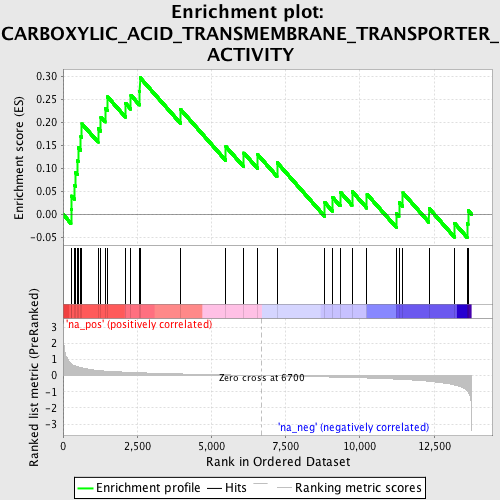 Enrichment plot:
CARBOXYLIC_ACID_TRANSMEMBRANE_TRANSPORTER_
ACTIVITY
Enrichment score (ES)
0.30
0.25
0.20
0.15
0.10
0.05
0.00
-0.05
Ranked list metric (PreRanked)
'na_pos' (positively correlated)
3
2
1
0
-1
-2
-3
Zero cross at 6700
'na_neg' (negatively correlated)
0
2,500
5,000
7,500
10,000
12,500
Rank in Ordered Dataset
Enrichment profile
Hits
Ranking metric scores